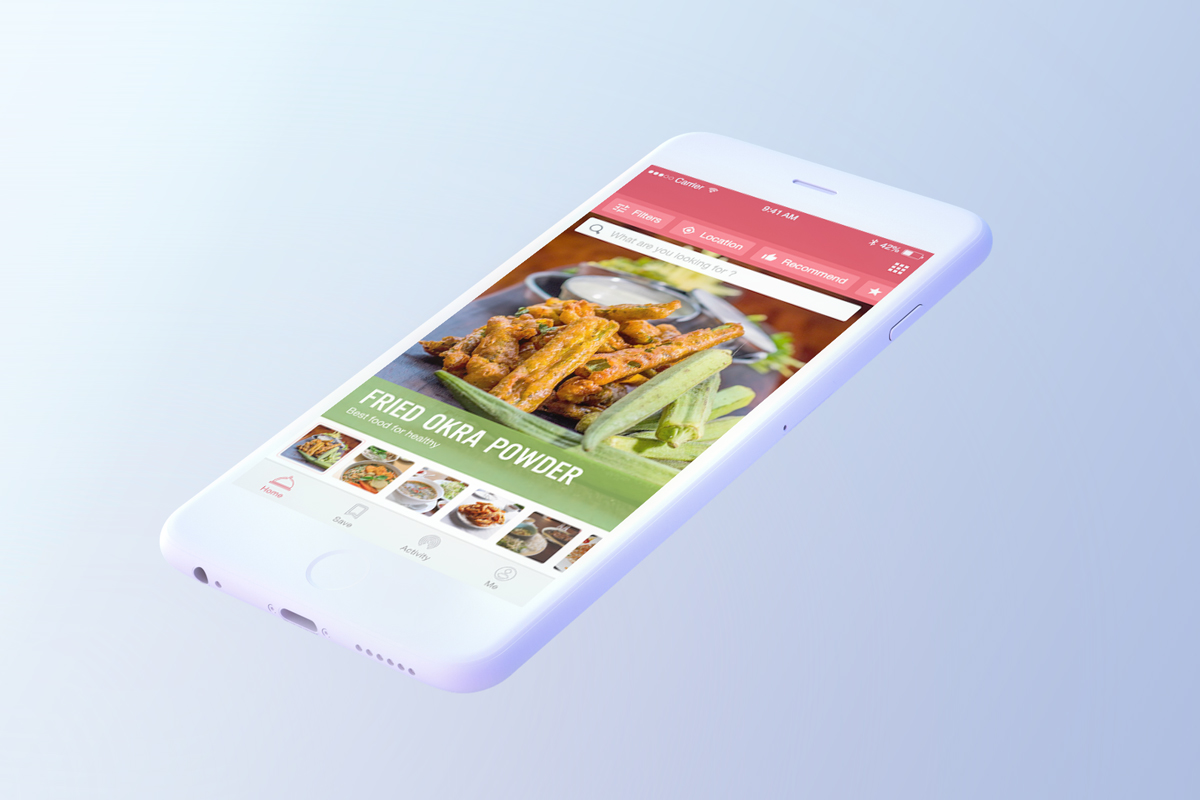 Carrier
9:41 AM
42%
Filters
Location
Recommend
What are you looking for ?
FRIED OKRA POWDER
Best food for healthy
Home
Save
Activity
Me